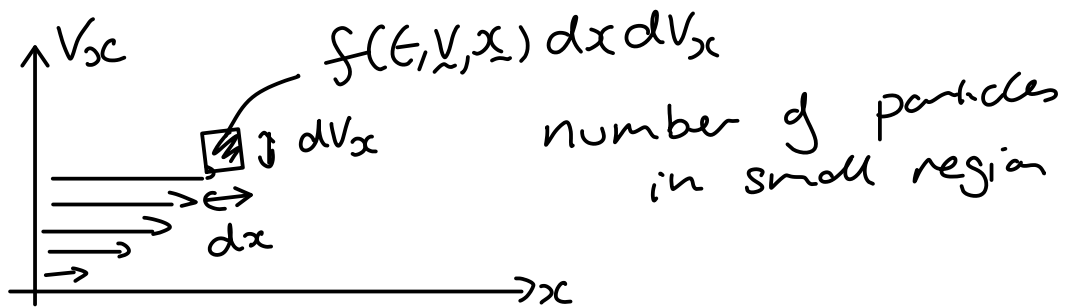 Vx
f(t, V, x) dx dVx
dVx
number of particles
in small region
dx
x